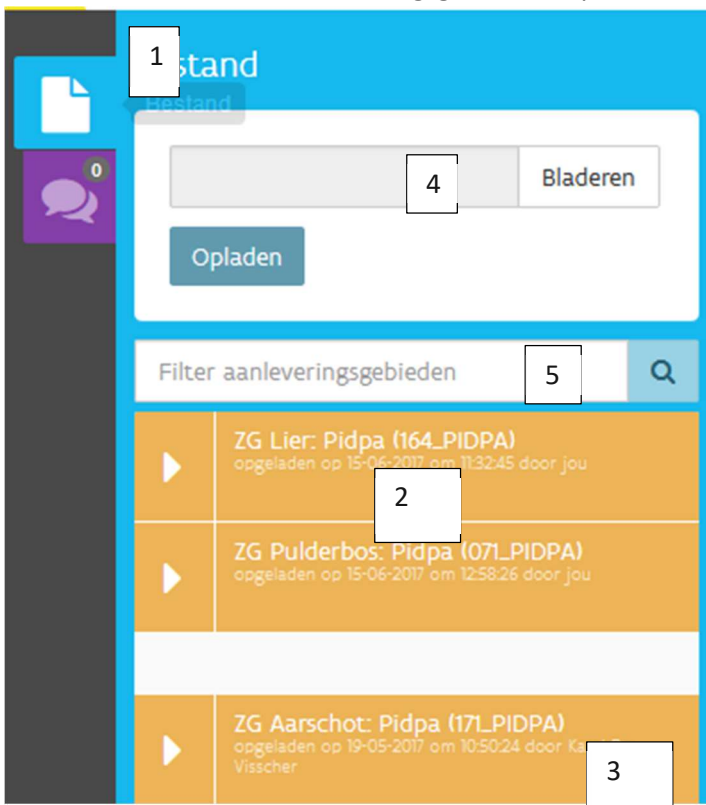 1
stand
Bestand
0
4
Bladeren
Opladen
Filter aanleveringsgebieden
5
ZG Lier: Pidpa (164_PIDPA)
opgeladen op 15-06-2017 om 11:32:45 door jou
2
ZG Pulderbos: Pidpa (071_PIDPA)
opgeladen op 15-06-2017 om 12:58:26 door jou
ZG Aarschot: Pidpa (171_PIDPA)
opgeladen op 19-05-2017 om 10:50:24 door
Visscher
3